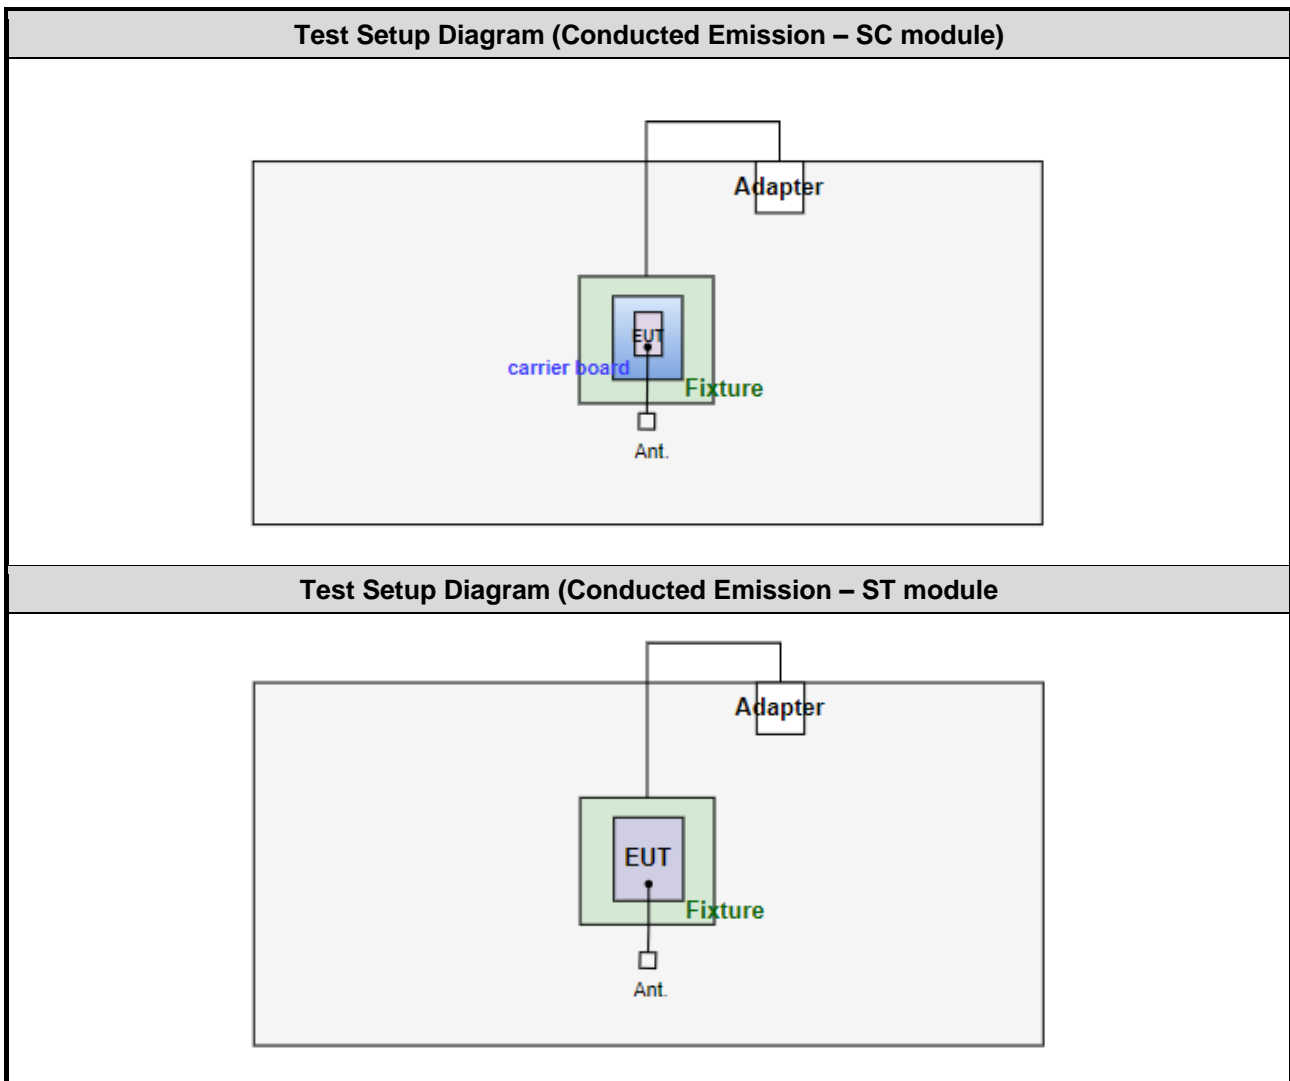 Test Setup Diagram (Conducted Emission – SC module)
Adapter
EUT
carrier board
Fixture
Ant.
Test Setup Diagram (Conducted Emission – ST module
Adapter
EUT
Fixture
Ant.